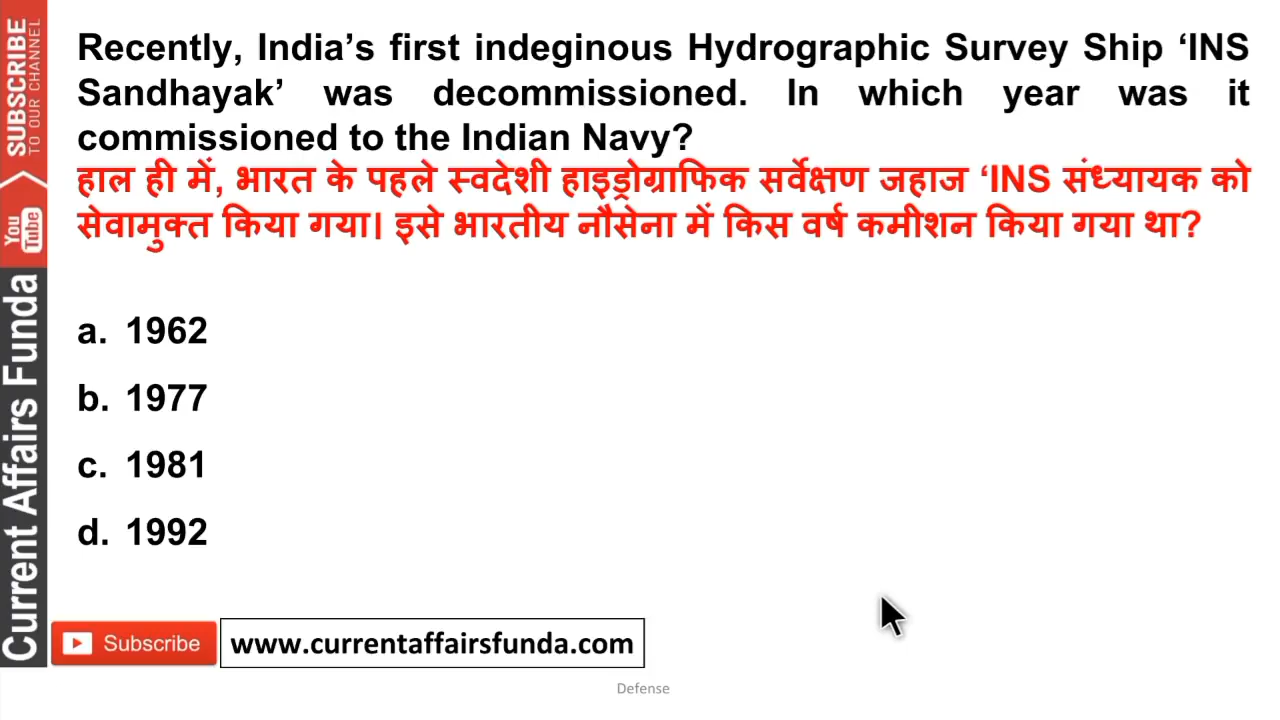 Recently, India's first indeginous Hydrographic Survey Ship ‘INS
Sandhayak’ was decommissioned. In which year was it
commissioned to the Indian Navy?
हाल ही में, भारत के पहले स्वदेशी हाइड्रोग्राफिक सर्वेक्षण जहाज ‘INS संध्यायक को
सेवामुक्त किया गया। इसे भारतीय नौसेना में किस वर्ष कमीशन किया गया था?
a. 1962
b. 1977
c. 1981
d. 1992
Subscribe
www.currentaffairsfunda.com
Defense
SUBSCRIBE
TO OUR CHANNEL
You
Tube
Current Affairs Funda